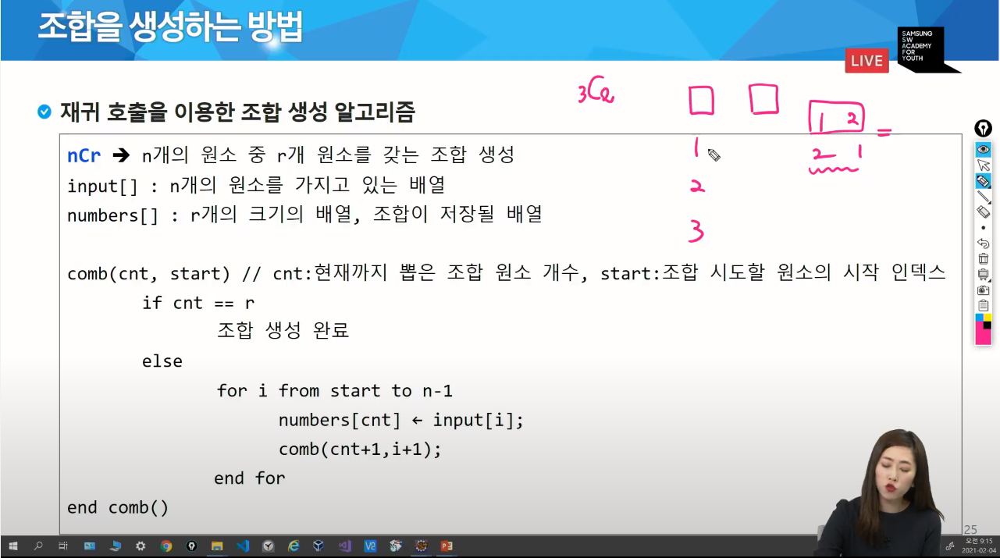 조합을 생성하는 방법
SAMSUNG
SW
ACADEMY
FOR
YOUTH
LIVE
3C2
1 2 =
2 1
1
2
3
재귀 호출을 이용한 조합 생성 알고리즘
nCr → n개의 원소 중 r개 원소를 갖는 조합 생성
input[] : n개의 원소를 가지고 있는 배열
numbers[] : r개의 크기의 배열, 조합이 저장될 배열
comb(cnt, start) // cnt:현재까지 뽑은 조합 원소 개수, start:조합 시도할 원소의 시작 인덱스
if cnt == r
조합 생성 완료
else
for i from start to n-1
numbers[cnt] ← input[i];
comb(cnt+1,i+1);
end for
end comb()
25
오전 9:15
2021-02-04